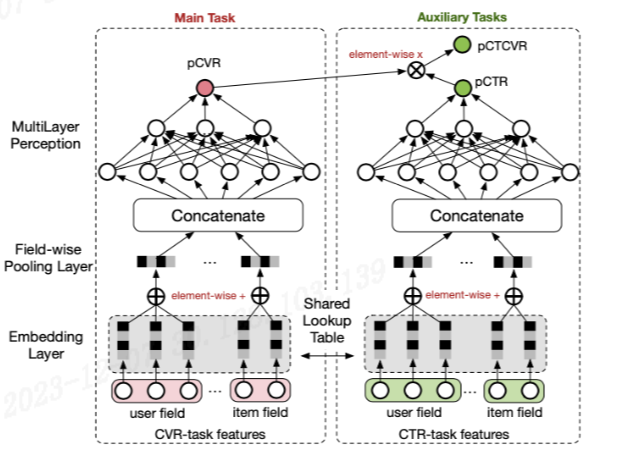 Main Task
Auxiliary Tasks
pCTCVR
element-wise x
pCVR
pCTR
MultiLayer
Perception
Concatenate
Concatenate
Field-wise
Pooling Layer
...
...
element-wise +
element-wise +
Shared
Lookup
Table
Embedding
Layer
...
...
user field
item field
user field
item field
CVR-task features
CTR-task features